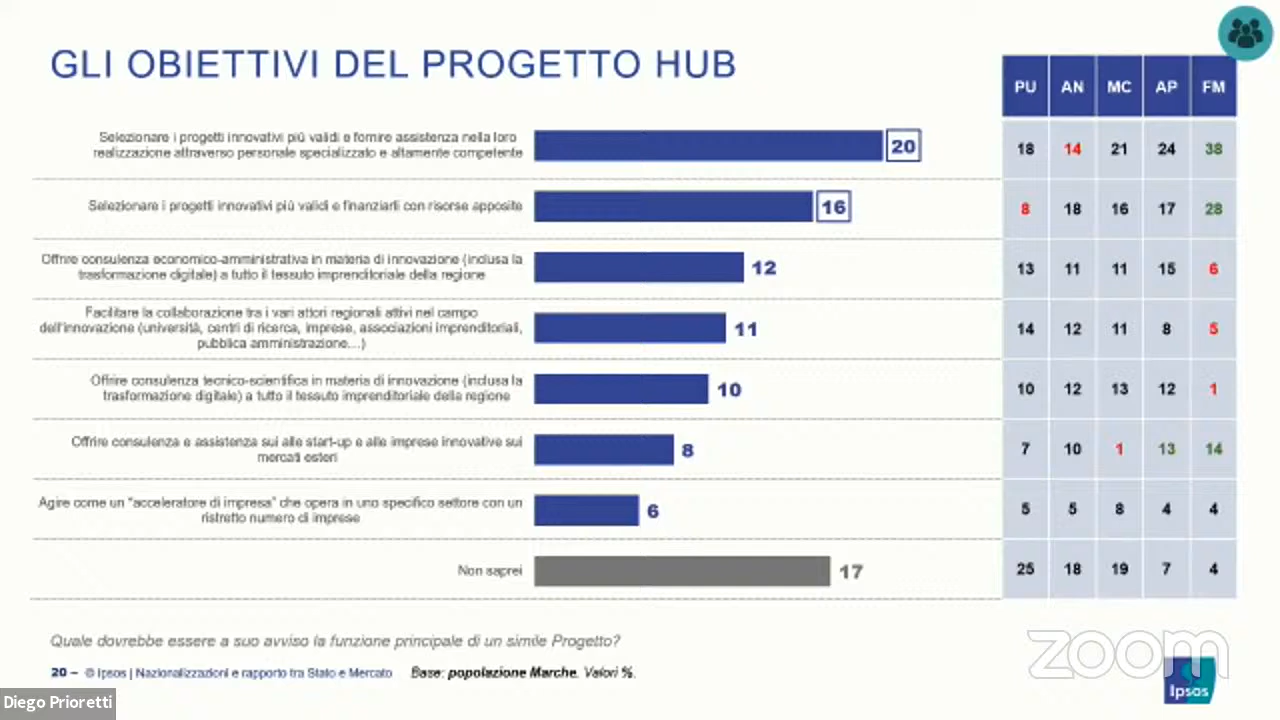 GLI OBIETTIVI DEL PROGETTO HUB
PU AN MC AP FM
Selezionare i progetti innovativi più validi e fornire assistenza nella loro
realizzazione attraverso personale specializzato e altamente competente
20
18 14 21 24 38
Selezionare i progetti innovativi più validi e finanziarli con risorse apposite
16
8 18 16 17 28
Offrire consulenza economico-amministrativa in materia di innovazione (inclusa la
trasformazione digitale) a tutto il tessuto imprenditoriale della regione
12
13 11 11 15 6
Facilitare la collaborazione tra i vari attori regionali attivi nel campo
dell'innovazione (università, centri di ricerca, imprese, associazioni imprenditoriali,
pubblica amministrazione…)
11
14 12 11 8 5
Offrire consulenza tecnico-scientifica in materia di innovazione (inclusa la
trasformazione digitale) a tutto il tessuto imprenditoriale della regione
10
10 12 13 12 1
Offrire consulenza e assistenza sui alle start-up e alle imprese innovative sui
mercati esteri
8
7 10 1 13 14
Agire come un "acceleratore di impresa" che opera in uno specifico settore con un
ristretto numero di imprese
6
5 5 8 4 4
Non saprei
17
25 18 19 7 4
Quale dovrebbe essere a suo avviso la funzione principale di un simile Progetto?
20 – © Ipsos | Nazionalizzazioni e rapporto tra Stato e Mercato Base: popolazione Marche. Valori %.
zoom
Ipsos
Diego Prioretti